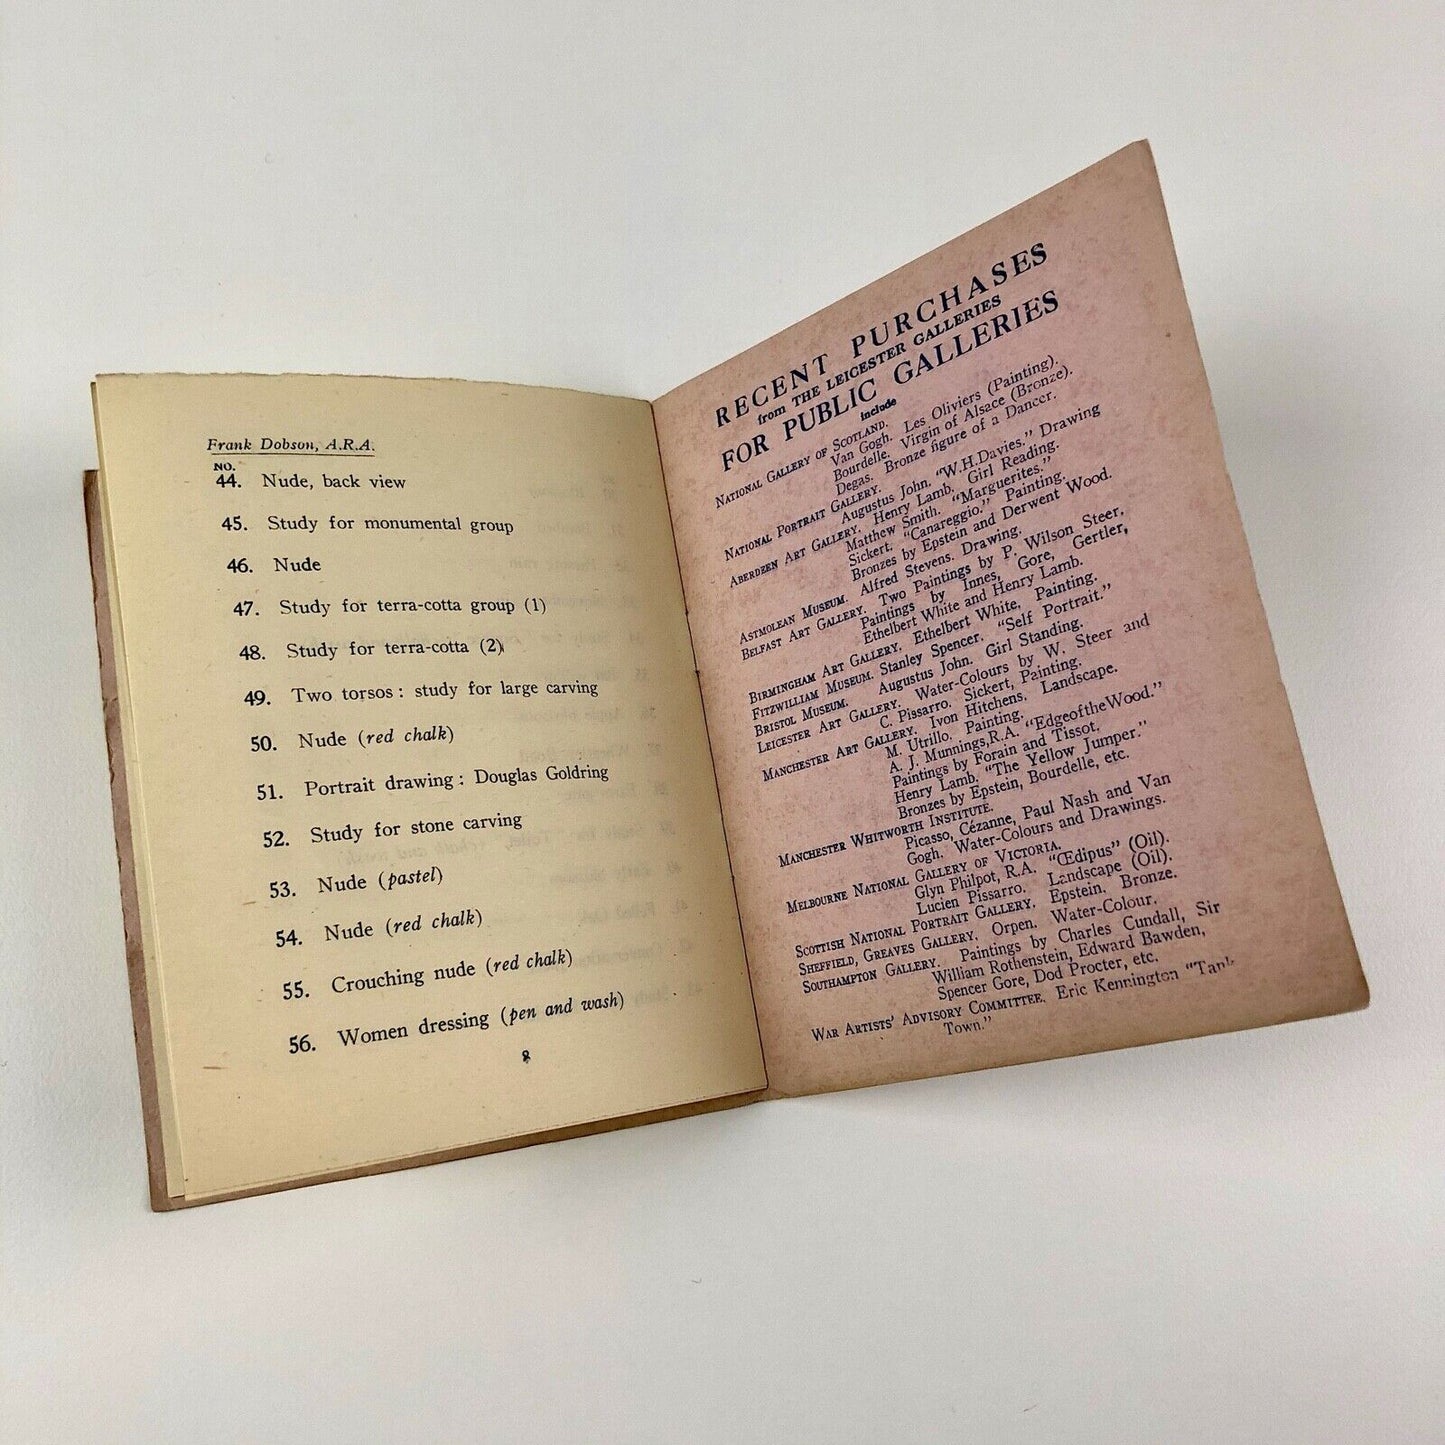 Frank Dobson, A.R.A.
NO.
44. Nude, back view
45. Study for monumental group
46. Nude
47. Study for terra-cotta group (1)
48. Study for terra-cotta (2)
49. Two torsos: study for large carving
50. Nude (red chalk)
51. Portrait drawing: Douglas Goldring
52. Study for stone carving
53. Nude (pastel)
54. Nude (red chalk)
55. Crouching nude (red chalk)
56. Women dressing (pen and wash)
8
RECENT PURCHASES
from THE LEICESTER GALLERIES
FOR PUBLIC GALLERIES
include
NATIONAL GALLERY OF SCOTLAND.
Van Gogh. Les Oliviers (Painting).
Bourdelle. Virgin of Alsace (Bronze).
Degas. Bronze figure of a Dancer.
NATIONAL PORTRAIT GALLERY.
Augustus John. "W.H.Davies." Drawing
ABERDEEN ART GALLERY. Henry Lamb. Girl Reading.
Matthew Smith. "Marguerites."
Sickert. "Canareggio." Painting.
Bronzes by Epstein and Derwent Wood.
ASTMOLEAN MUSEUM. Alfred Stevens. Drawing.
BELFAST ART GALLERY. Two Paintings by P. Wilson Steer,
Paintings by Innes, Gore, Gertler,
Ethelbert White and Henry Lamb.
BIRMINGHAM ART GALLERY. Ethelbert White, Painting.
FITZWILLIAM MUSEUM. Stanley Spencer. "Self Portrait."
BRISTOL MUSEUM. Augustus John. Girl Standing.
LEICESTER ART GALLERY. Water-Colours by W. Steer and
C. Pissarro. Sickert, Painting.
MANCHESTER ART GALLERY. Ivon Hitchens. Landscape.
M. Utrillo. Painting.
A. J. Munnings,R.A. "EdgeoftheWood."
Paintings by Forain and Tissot.
Henry Lamb. "The Yellow Jumper."
Bronzes by Epstein, Bourdelle, etc.
MANCHESTER WHITWORTH INSTITUTE.
Picasso, Cézanne, Paul Nash and Van
Gogh. Water-Colours and Drawings.
MELBOURNE NATIONAL GALLERY OF VICTORIA.
Glyn Philpot, R.A. "Œdipus" (Oil).
Lucien Pissarro. Landscape (Oil).
SCOTTISH NATIONAL PORTRAIT GALLERY. Epstein. Bronze.
SHEFFIELD, GREAVES GALLERY. Orpen. Water-Colour.
SOUTHAMPTON GALLERY. Paintings by Charles Cundall, Sir
William Rothenstein, Edward Bawden,
Spencer Gore, Dod Procter, etc.
WAR ARTISTS' ADVISORY COMMITTEE. Eric Kennington "Tank
Town."